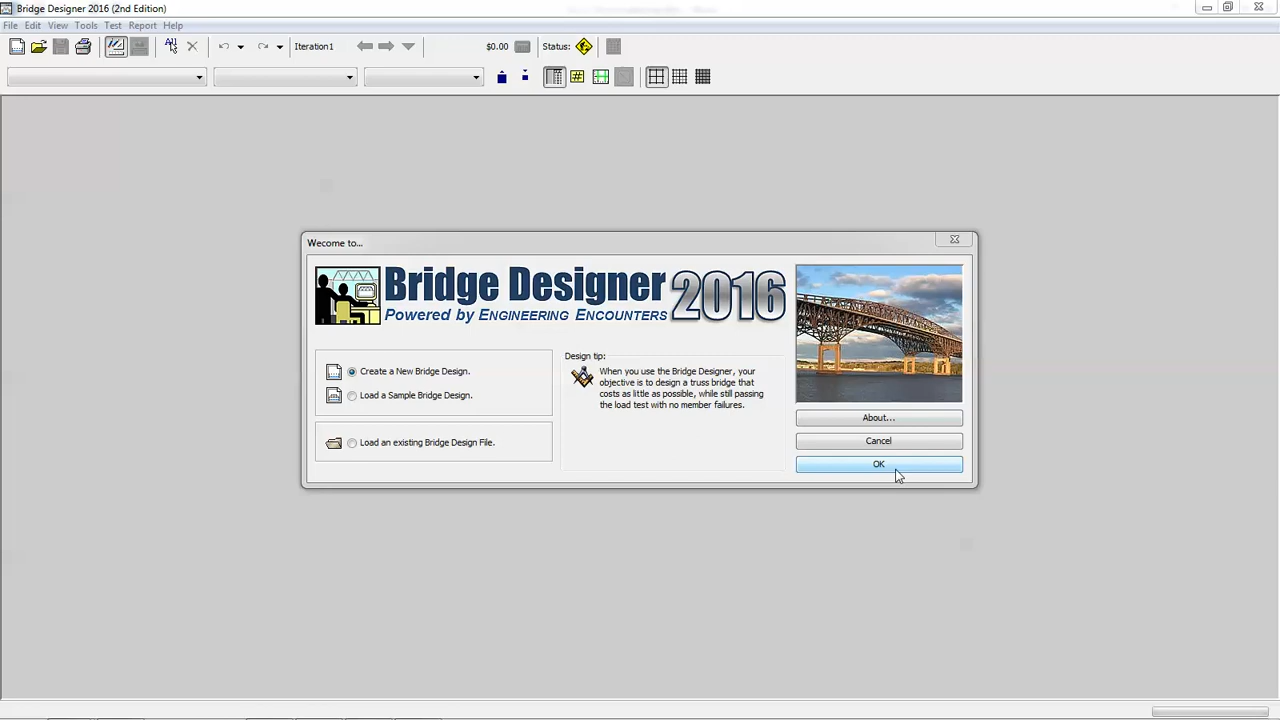 Bridge Designer 2016 (2nd Edition)
File Edit View Tools Test Report Help
Iteration1 $0.00 Status:
Wecome to...
Bridge Designer 2016
Powered by ENGINEERING ENCOUNTERS
Create a New Bridge Design.
Load a Sample Bridge Design.
Load an existing Bridge Design File.
Design tip:
When you use the Bridge Designer, your
objective is to design a truss bridge that
costs as little as possible, while still passing
the load test with no member failures.
About...
Cancel
OK